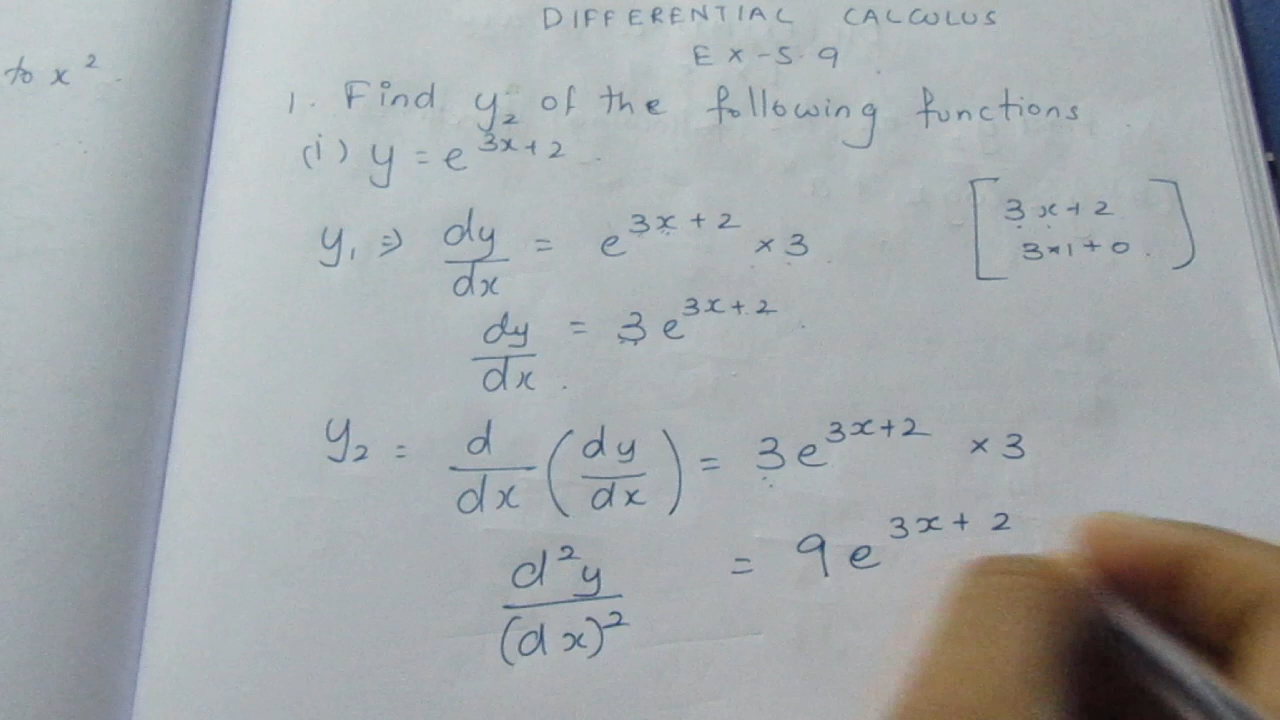 to x².
DIFFERENTIAL CALCULUS
EX-5.9
1. Find y₂ of the following functions
(i) y = e^{3x+2}.
y₁ ⇒ dy/dx = e^{3x+2} × 3
[3x+2
3×1+0.]
dy/dx = 3e^{3x+2}.
y₂ = d/dx (dy/dx) = 3e^{3x+2} × 3
d²y/(dx)² = 9e^{3x+2}